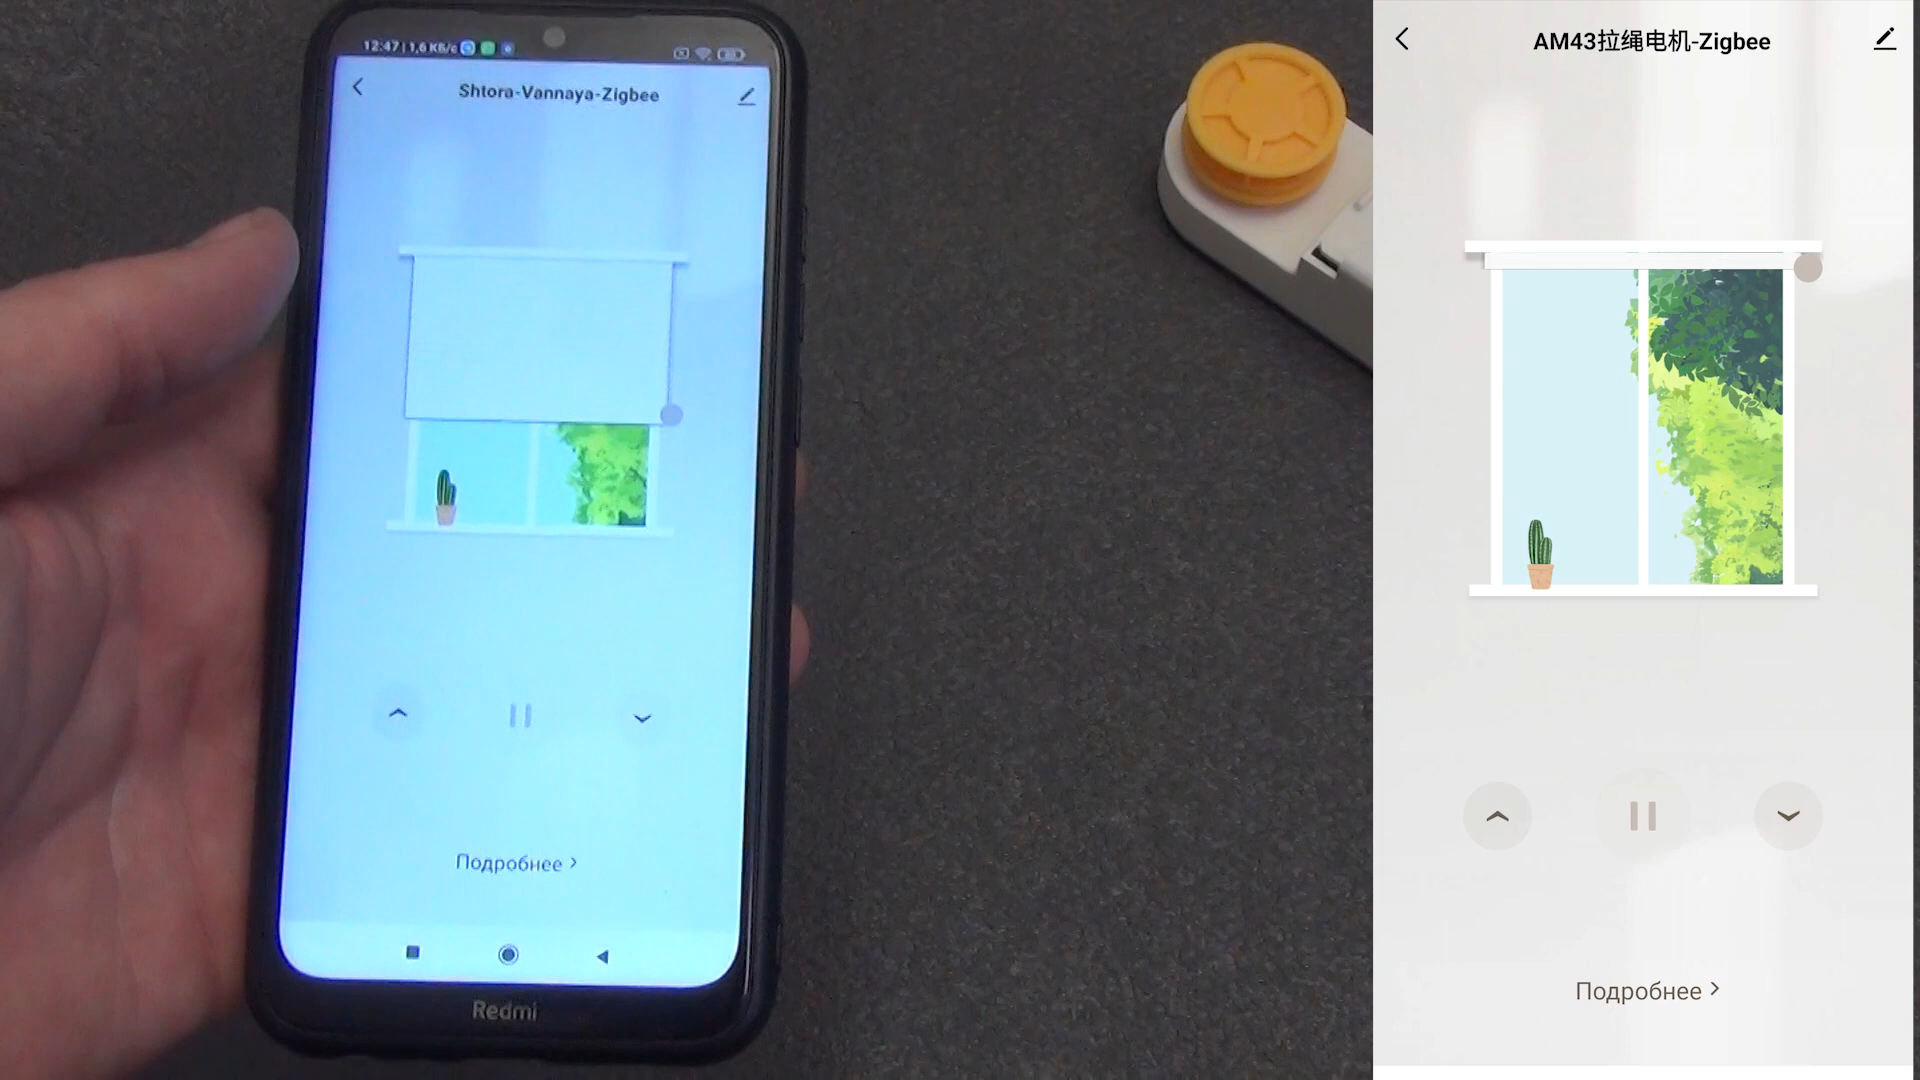 12:47 | 1,6 KБ/с
Shtora-Vannaya-Zigbee
Подробнее >
Redmi
AM43拉绳电机-Zigbee
Подробнее >